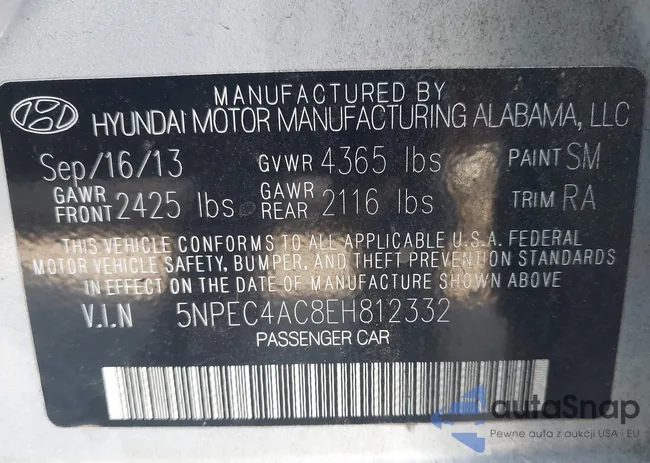 MANUFACTURED BY
HYUNDAI MOTOR MANUFACTURING ALABAMA, LLC
Sep/16/13 GVWR 4365 lbs PAINT SM
GAWR FRONT 2425 lbs GAWR REAR 2116 lbs TRIM RA
THIS VEHICLE CONFORMS TO ALL APPLICABLE U.S.A. FEDERAL
MOTOR VEHICLE SAFETY, BUMPER, AND THEFT PREVENTION STANDARDS
IN EFFECT ON THE DATE OF MANUFACTURE SHOWN ABOVE.
V.I.N 5NPEC4AC8EH812332
PASSENGER CAR
autoSnap
Pewne auta z aukcji USA i EU